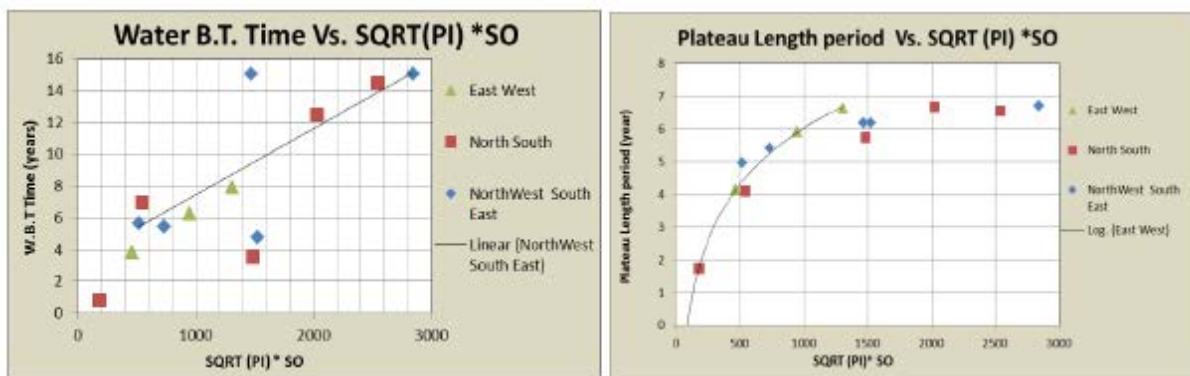 Water B.T. Time Vs. SQRT(PI) *SO
W.B.T Time (years)
16
14
12
10
8
6
4
2
0
0 1000 2000 3000
SQRT (PI)* SO
East West
North South
NorthWest South
East
Linear (NorthWest
South East)
Plateau Length period Vs. SQRT (PI) *SO
Plateau Length period (year)
8
7
6
5
4
3
2
1
0
0 500 1000 1500 2000 2500 3000
SQRT(PI)* SO
East West
North South
NorthWest South
East
Log. (East West)